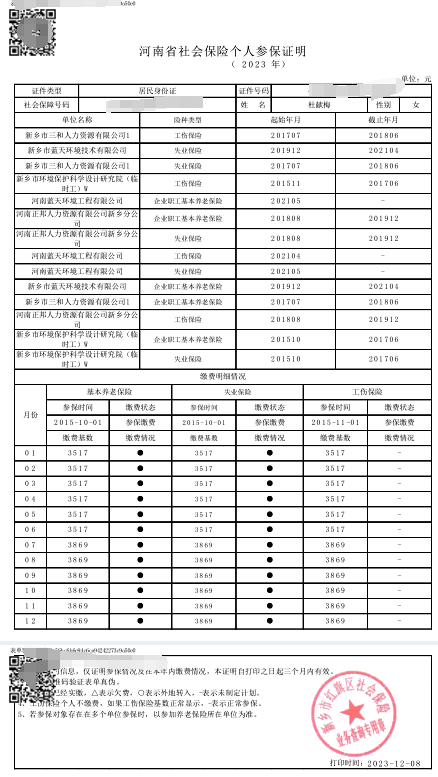 河南省社会保险个人参保证明
（ 2023 年）
单位：元
证件类型 居民身份证 证件号码
社会保障号码 姓 名 杜献梅 性别 女
单位名称 险种类型 起始年月 截止年月
新乡市三和人力资源有限公司1 工伤保险 201707 201806
新乡市蓝天环境技术有限公司 失业保险 201912 202104
新乡市三和人力资源有限公司1 失业保险 201707 201806
新乡市环境保护科学设计研究院（临时工）W 工伤保险 201511 201706
河南蓝天环境工程有限公司 企业职工基本养老保险 202105 -
河南正邦人力资源有限公司新乡分公司 企业职工基本养老保险 201808 201912
河南正邦人力资源有限公司新乡分公司 失业保险 201808 201912
河南蓝天环境工程有限公司 工伤保险 202104 -
河南蓝天环境工程有限公司 失业保险 202105 -
新乡市蓝天环境技术有限公司 企业职工基本养老保险 201912 202104
新乡市三和人力资源有限公司1 企业职工基本养老保险 201707 201806
河南正邦人力资源有限公司新乡分公司 工伤保险 201808 201912
新乡市环境保护科学设计研究院（临时工）W 企业职工基本养老保险 201510 201706
新乡市环境保护科学设计研究院（临时工）W 失业保险 201510 201706
缴费明细情况
月份 基本养老保险 失业保险 工伤保险
参保时间 缴费状态 参保时间 缴费状态 参保时间 缴费状态
2015-10-01 参保缴费 2015-10-01 参保缴费 2015-11-01 参保缴费
缴费基数 缴费情况 缴费基数 缴费情况 缴费基数 缴费情况
01 3517 ● 3517 ● 3517 -
02 3517 ● 3517 ● 3517 -
03 3517 ● 3517 ● 3517 -
04 3517 ● 3517 ● 3517 -
05 3517 ● 3517 ● 3517 -
06 3517 ● 3517 ● 3517 -
07 3869 ● 3869 ● 3869 -
08 3869 ● 3869 ● 3869 -
09 3869 ● 3869 ● 3869 -
10 3869 ● 3869 ● 3869 -
11 3869 ● 3869 ● 3869 -
12 3869 ● 3869 ● 3869 -
表单
信息，仅证明参保情况及在本年内缴费情况，本证明自打印之日起三个月内有效。
维码验证表单真伪。
已经实缴，△表示欠费，○表示外地转入，-表示未制定计划。
4、工伤保险个人不缴费，如果工伤保险基数正常显示，-表示正常参保。
5、若参保对象存在在多个单位参保时，以参加养老保险所在单位为准。
新乡市红旗区社会保险
业务查询专用章
打印时间：2023-12-08